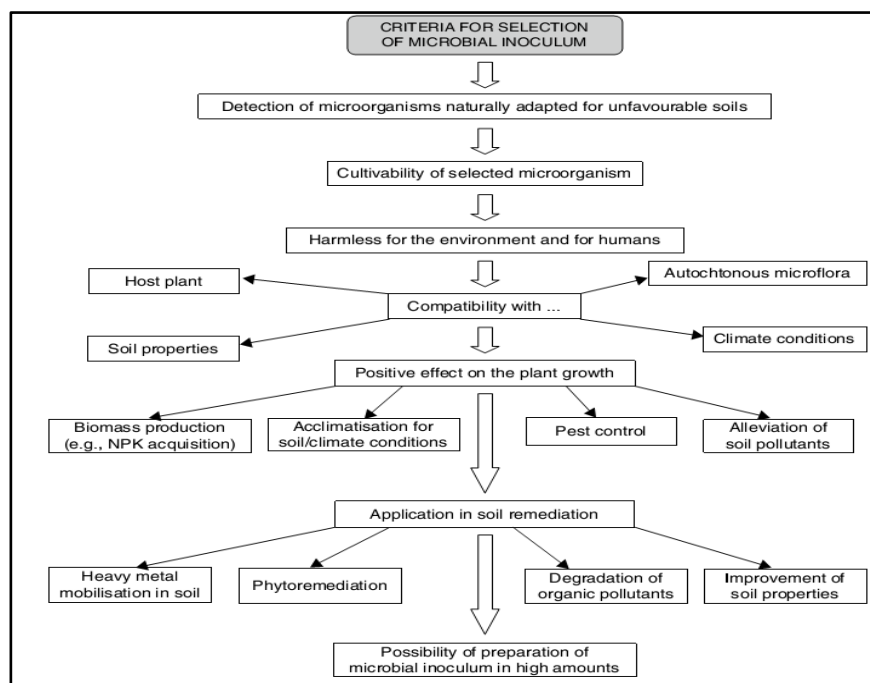 CRITERIA FOR SELECTION
OF MICROBIAL INOCULUM
Detection of microorganisms naturally adapted for unfavourable soils
Cultivability of selected microorganism
Harmless for the environment and for humans
Host plant
Autochtonous microflora
Compatibility with ...
Soil properties
Climate conditions
Positive effect on the plant growth
Biomass production
(e.g., NPK acquisition)
Acclimatisation for
soil/climate conditions
Pest control
Alleviation of
soil pollutants
Application in soil remediation
Heavy metal
mobilisation in soil
Phytoremediation
Degradation of
organic pollutants
Improvement of
soil properties
Possibility of preparation of
microbial inoculum in high amounts